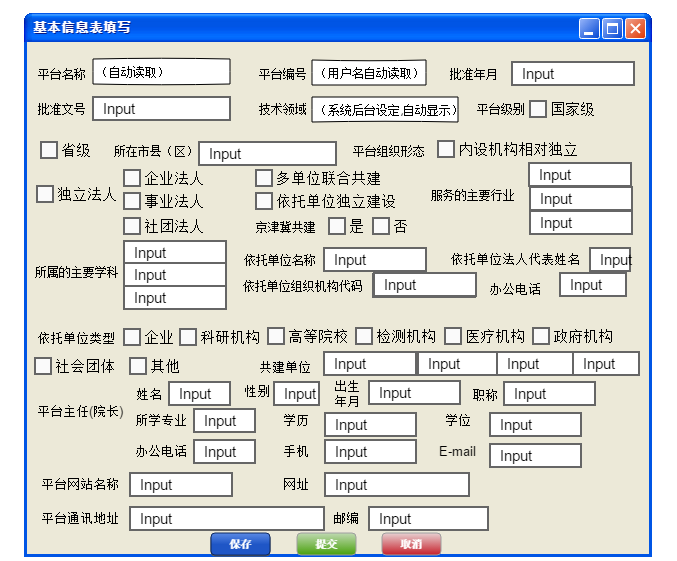 基本信息表填写
平台名称 （自动读取） 平台编号 （用户名自动读取） 批准年月 Input
批准文号 Input 技术领域 （系统后台设定,自动显示） 平台级别 国家级
省级 所在市县（区） Input 平台组织形态 内设机构相对独立
独立法人 企业法人 多单位联合共建 服务的主要行业 Input
事业法人 依托单位独立建设 Input
社团法人 京津冀共建 是 否 Input
所属的主要学科 Input 依托单位名称 Input 依托单位法人代表姓名 Input
Input 依托单位组织机构代码 Input 办公电话 Input
Input
依托单位类型 企业 科研机构 高等院校 检测机构 医疗机构 政府机构
社会团体 其他 共建单位 Input Input Input Input
平台主任(院长) 姓名 Input 性别 Input 出生年月 Input 职称 Input
所学专业 Input 学历 Input 学位 Input
办公电话 Input 手机 Input E-mail Input
平台网站名称 Input 网址 Input
平台通讯地址 Input 邮编 Input
保存 提交 取消